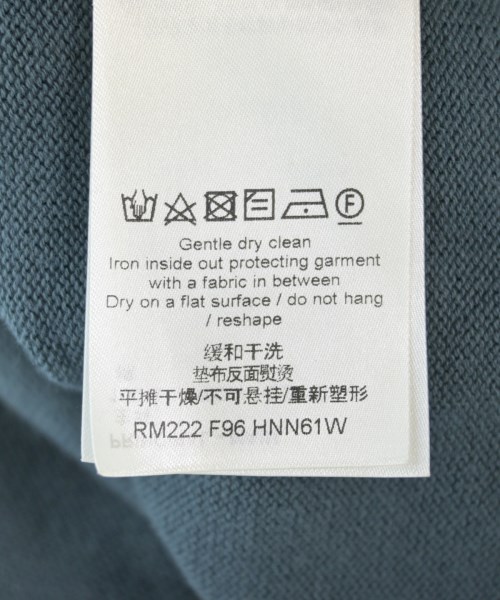 F
Gentle dry clean
Iron inside out protecting garment
with a fabric in between
Dry on a flat surface / do not hang
/ reshape
缓和干洗
垫布反面熨烫
平摊干燥/不可悬挂/重新塑形
RM222 F96 HNN61W